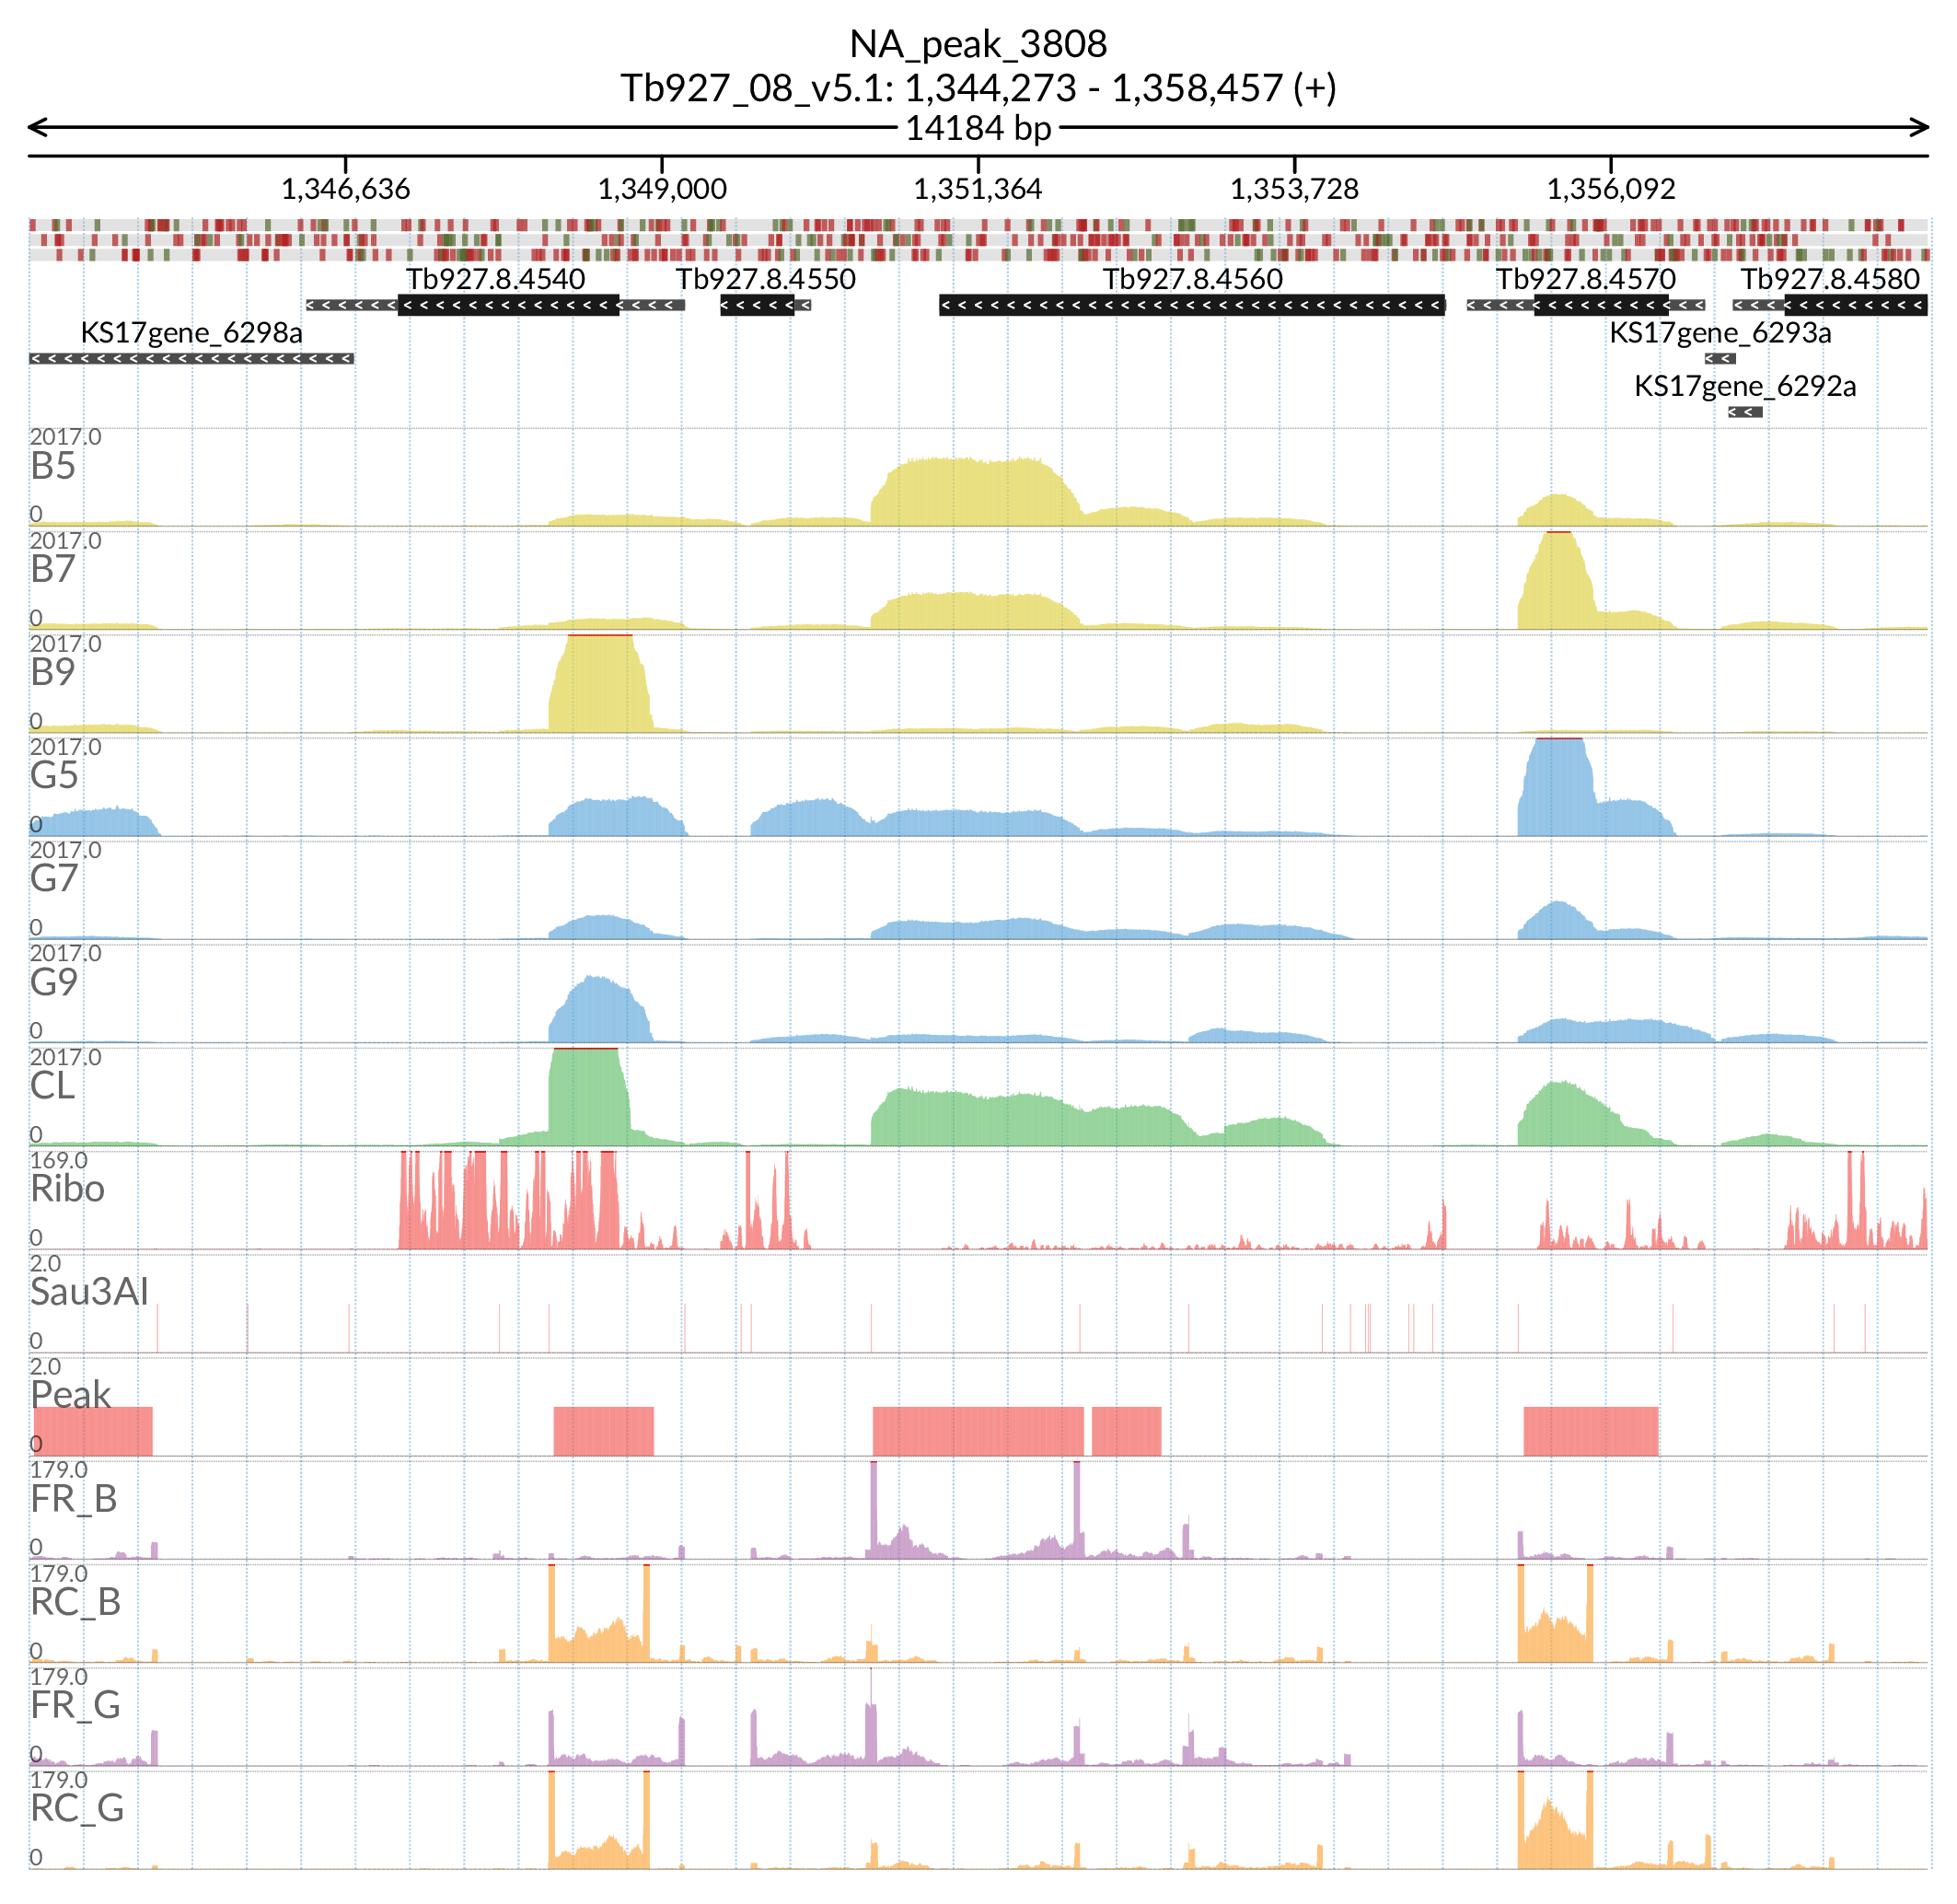 NA_peak_3808
Tb927_08_v5.1: 1,344,273 - 1,358,457 (+)
14184 bp
1,346,636 1,349,000 1,351,364 1,353,728 1,356,092
Tb927.8.4540 Tb927.8.4550 Tb927.8.4560 Tb927.8.4570 Tb927.8.4580
KS17gene_6298a KS17gene_6293a
KS17gene_6292a
2017.0
B5
0
2017.0
B7
0
2017.0
B9
0
2017.0
G5
0
2017.0
G7
0
2017.0
G9
0
2017.0
CL
0
169.0
Ribo
0
2.0
Sau3AI
0
2.0
Peak
0
179.0
FR_B
0
179.0
RC_B
0
179.0
FR_G
0
179.0
RC_G
0